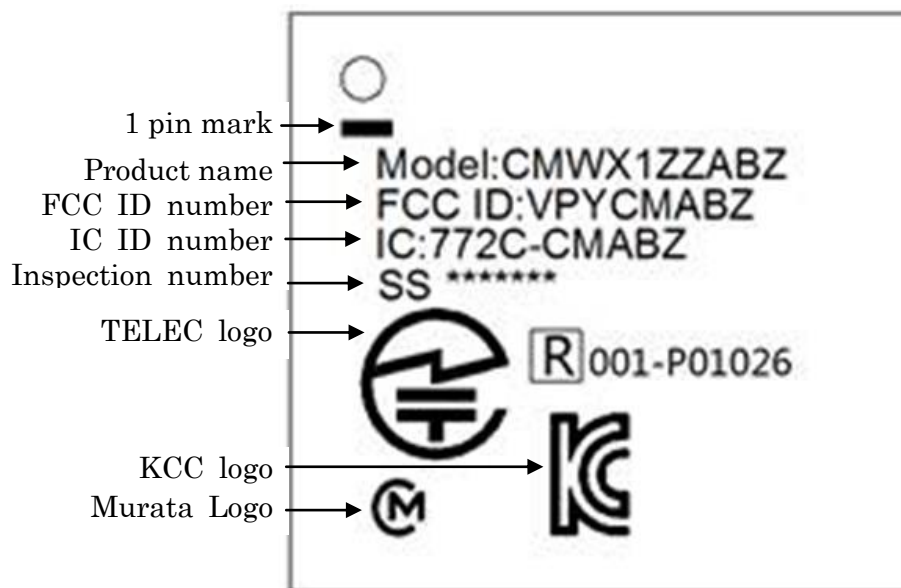 1 pin mark
Product name Model:CMWX1ZZABZ
FCC ID number FCC ID:VPYCMABZ
IC ID number IC:772C-CMABZ
Inspection number SS *******
TELEC logo R 001-P01026
KCC logo
Murata Logo